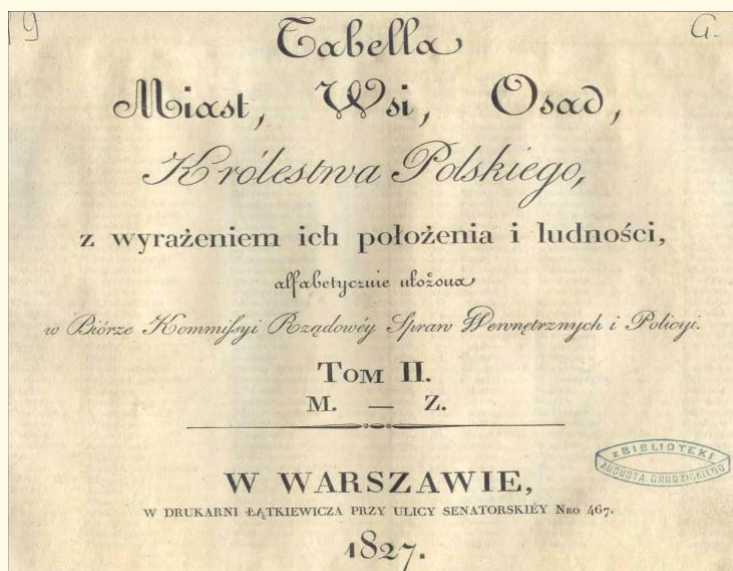 19 G.
Tabella
Miast, Wsi, Osad,
Królestwa Polskiego,
z wyrażeniem ich położenia i ludności,
alfabetycznie ułożona
w Biórze Kommissyi Rządowéy Spraw Wewnętrznych i Policyi.
Tom II.
M. — Z.
z BIBLIOTEKI
AUGUSTA GRODZICKIEGO
W WARSZAWIE,
W DRUKARNI ŁĄTKIEWICZA PRZY ULICY SENATORSKIÉY Nro 467.
1827.